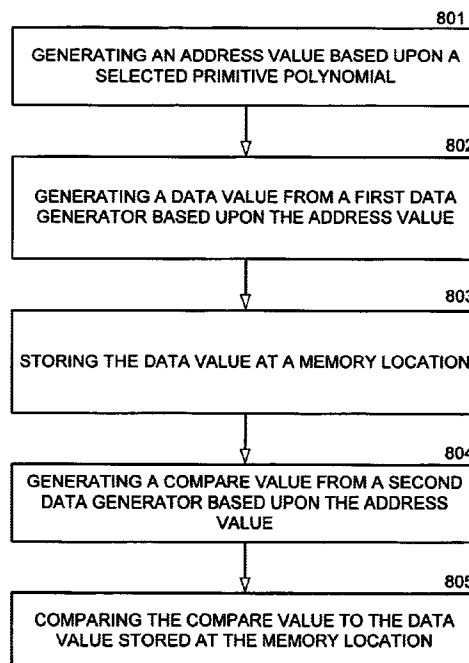 801
GENERATING AN ADDRESS VALUE BASED UPON A
SELECTED PRIMITIVE POLYNOMIAL
802
GENERATING A DATA VALUE FROM A FIRST DATA
GENERATOR BASED UPON THE ADDRESS VALUE
803
STORING THE DATA VALUE AT A MEMORY LOCATION
804
GENERATING A COMPARE VALUE FROM A SECOND
DATA GENERATOR BASED UPON THE ADDRESS
VALUE
805
COMPARING THE COMPARE VALUE TO THE DATA
VALUE STORED AT THE MEMORY LOCATION